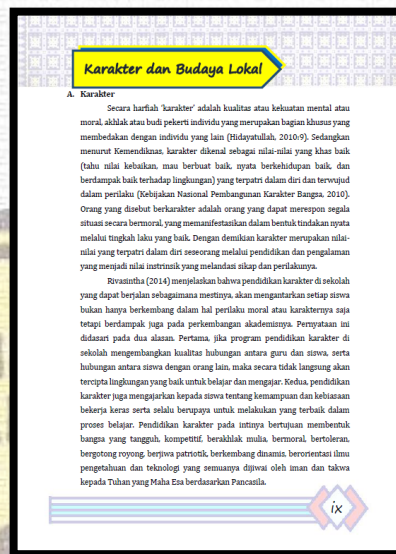 Karakter dan Budaya Lokal
A. Karakter
Secara harfiah 'karakter' adalah kualitas atau kekuatan mental atau
moral, akhlak atau budi pekerti individu yang merupakan bagian khusus yang
membedakan dengan individu yang lain (Hidayatullah, 2010:9). Sedangkan
menurut Kemendiknas, karakter dikenal sebagai nilai-nilai yang khas baik
(tahu nilai kebaikan, mau berbuat baik, nyata berkehidupan baik, dan
berdampak baik terhadap lingkungan) yang terpatri dalam diri dan terwujud
dalam perilaku (Kebijakan Nasional Pembangunan Karakter Bangsa, 2010).
Orang yang disebut berkarakter adalah orang yang dapat merespon segala
situasi secara bermoral, yang memanifestasikan dalam bentuk tindakan nyata
melalui tingkah laku yang baik. Dengan demikian karakter merupakan nilai-
nilai yang terpatri dalam diri seseorang melalui pendidikan dan pengalaman
yang menjadi nilai instrinsik yang melandasi sikap dan perilakunya.
Rivasintha (2014) menjelaskan bahwa pendidikan karakter di sekolah
yang dapat berjalan sebagaimana mestinya, akan mengantarkan setiap siswa
bukan hanya berkembang dalam hal perilaku moral atau karakternya saja
tetapi berdampak juga pada perkembangan akademisnya. Pernyataan ini
didasari pada dua alasan. Pertama, jika program pendidikan karakter di
sekolah mengembangkan kualitas hubungan antara guru dan siswa, serta
hubungan antara siswa dengan orang lain, maka secara tidak langsung akan
tercipta lingkungan yang baik untuk belajar dan mengajar. Kedua, pendidikan
karakter juga mengajarkan kepada siswa tentang kemampuan dan kebiasaan
bekerja keras serta selalu berupaya untuk melakukan yang terbaik dalam
proses belajar. Pendidikan karakter pada intinya bertujuan membentuk
bangsa yang tangguh, kompetitif, berakhlak mulia, bermoral, bertoleran,
bergotong royong, berjiwa patriotik, berkembang dinamis, berorientasi ilmu
pengetahuan dan teknologi yang semuanya dijiwai oleh iman dan takwa
kepada Tuhan yang Maha Esa berdasarkan Pancasila.
ix